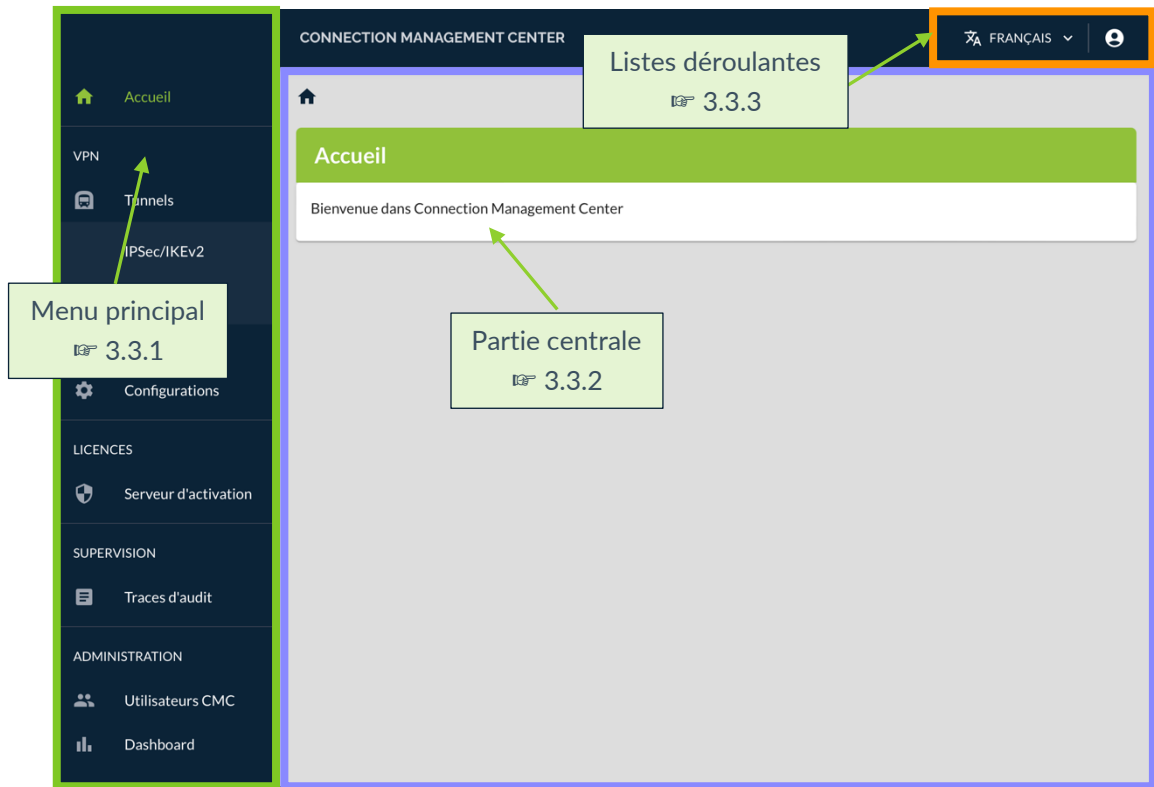 CONNECTION MANAGEMENT CENTER
FRANÇAIS
Listes déroulantes
☞ 3.3.3
Accueil
VPN
Tunnels
IPSec/IKEv2
Menu principal
☞ 3.3.1
Configurations
LICENCES
Serveur d'activation
SUPERVISION
Traces d'audit
ADMINISTRATION
Utilisateurs CMC
Dashboard
Accueil
Bienvenue dans Connection Management Center
Partie centrale
☞ 3.3.2